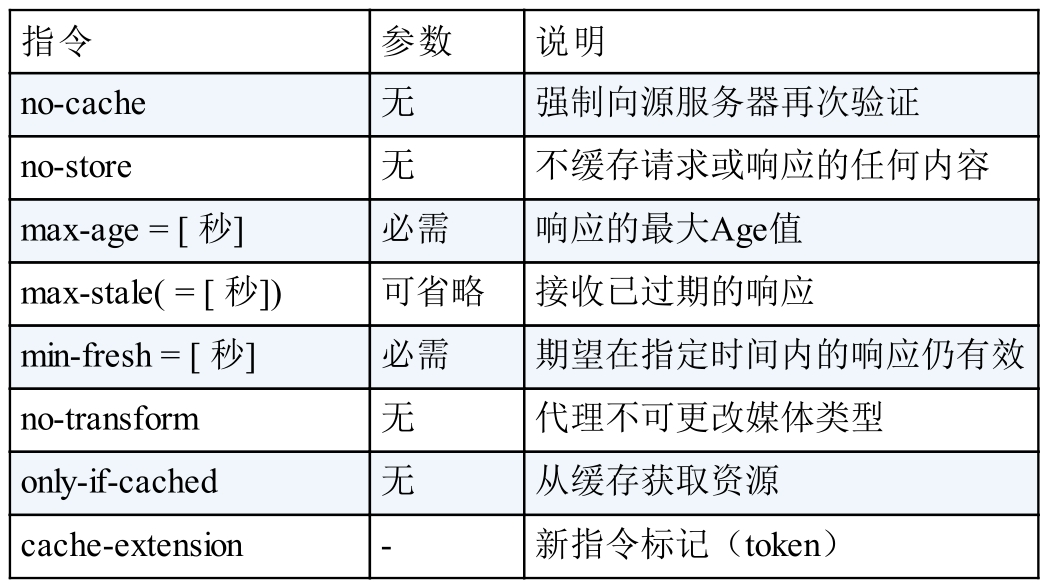 指令 参数 说明
no-cache 无 强制向源服务器再次验证
no-store 无 不缓存请求或响应的任何内容
max-age = [ 秒] 必需 响应的最大Age值
max-stale( = [ 秒]) 可省略 接收已过期的响应
min-fresh = [ 秒] 必需 期望在指定时间内的响应仍有效
no-transform 无 代理不可更改媒体类型
only-if-cached 无 从缓存获取资源
cache-extension - 新指令标记（token）